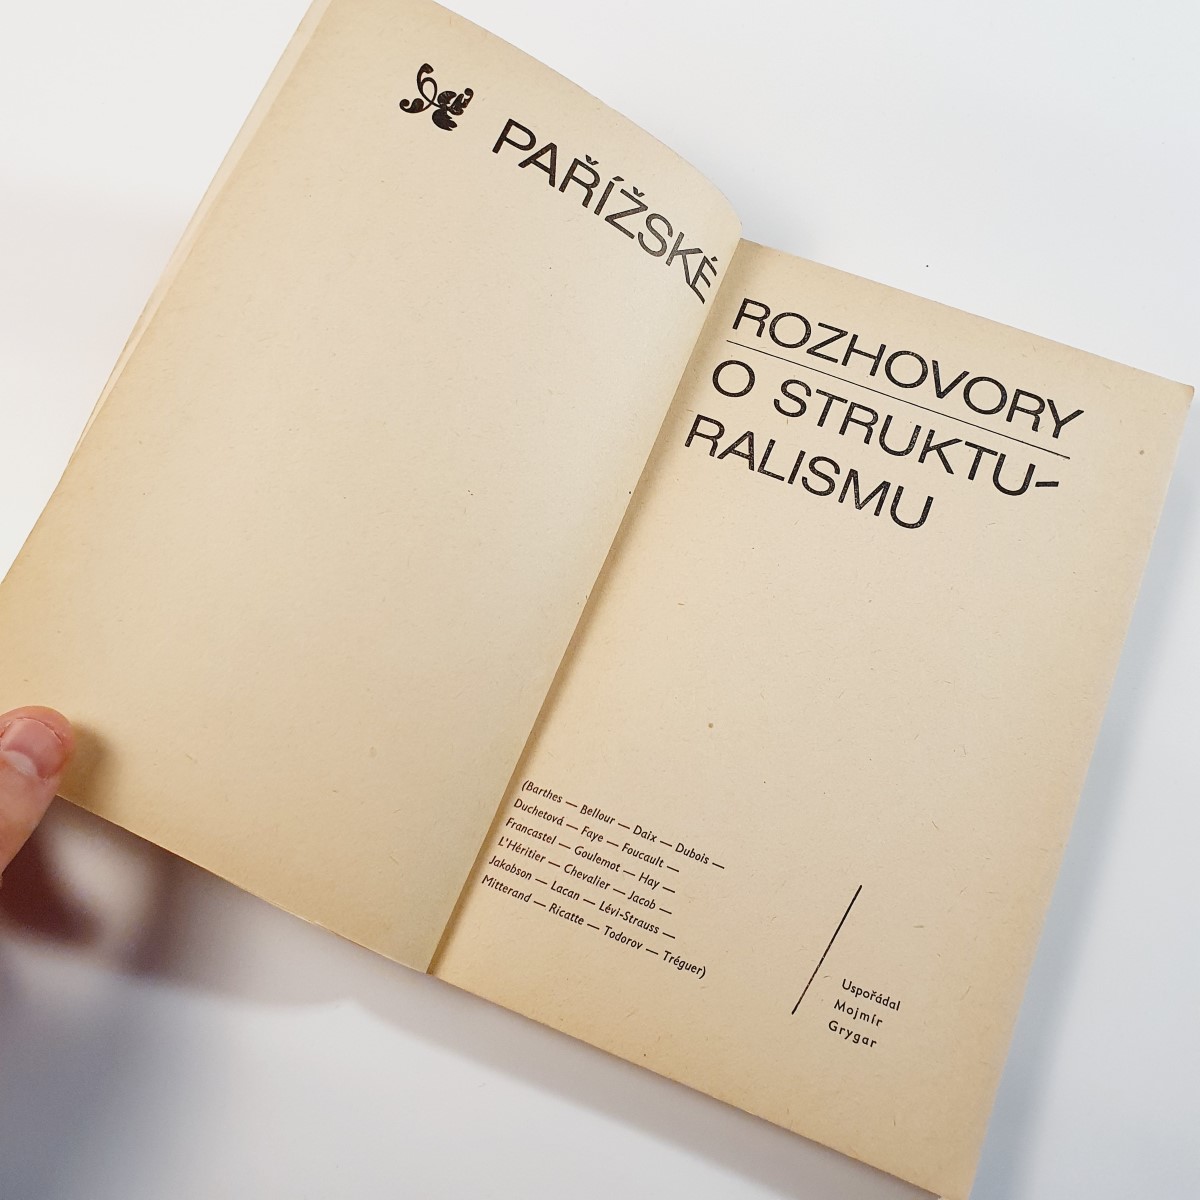 PAŘÍŽSKÉ
ROZHOVORY
O STRUKTU-
RALISMU
(Barthes — Bellour — Daix — Dubois —
Duchetová — Faye — Foucault —
Francastel — Goulemot — Hay —
L'Héritier — Chevalier — Jacob —
Jakobson — Lacan — Lévi-Strauss —
Mitterand — Ricatte — Todorov — Tréguer)
Uspořádal
Mojmír
Grygar